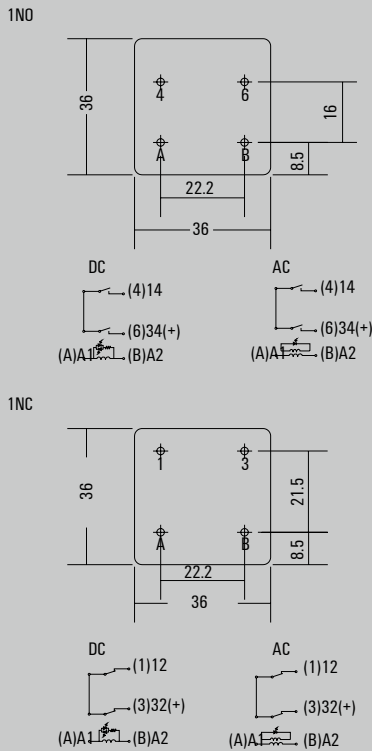 1NO
36
4 6
16
A B
8.5
22.2
36
DC AC
(4)14 (4)14
(6)34(+) (6)34(+)
(A)A1 (B)A2 (A)A1 (B)A2
1NC
36
1 3
21.5
A B
8.5
22.2
36
DC AC
(1)12 (1)12
(3)32(+) (3)32(+)
(A)A1 (B)A2 (A)A1 (B)A2